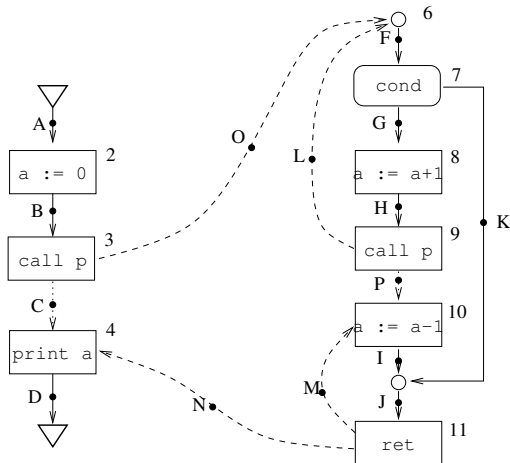 6
F
7
cond
A
G
O
L
2
8
a := 0
a := a+1
B
H
K
3
9
call p
call p
P
C
10
4
a := a−1
print a
I
M
D
N
J
11
ret